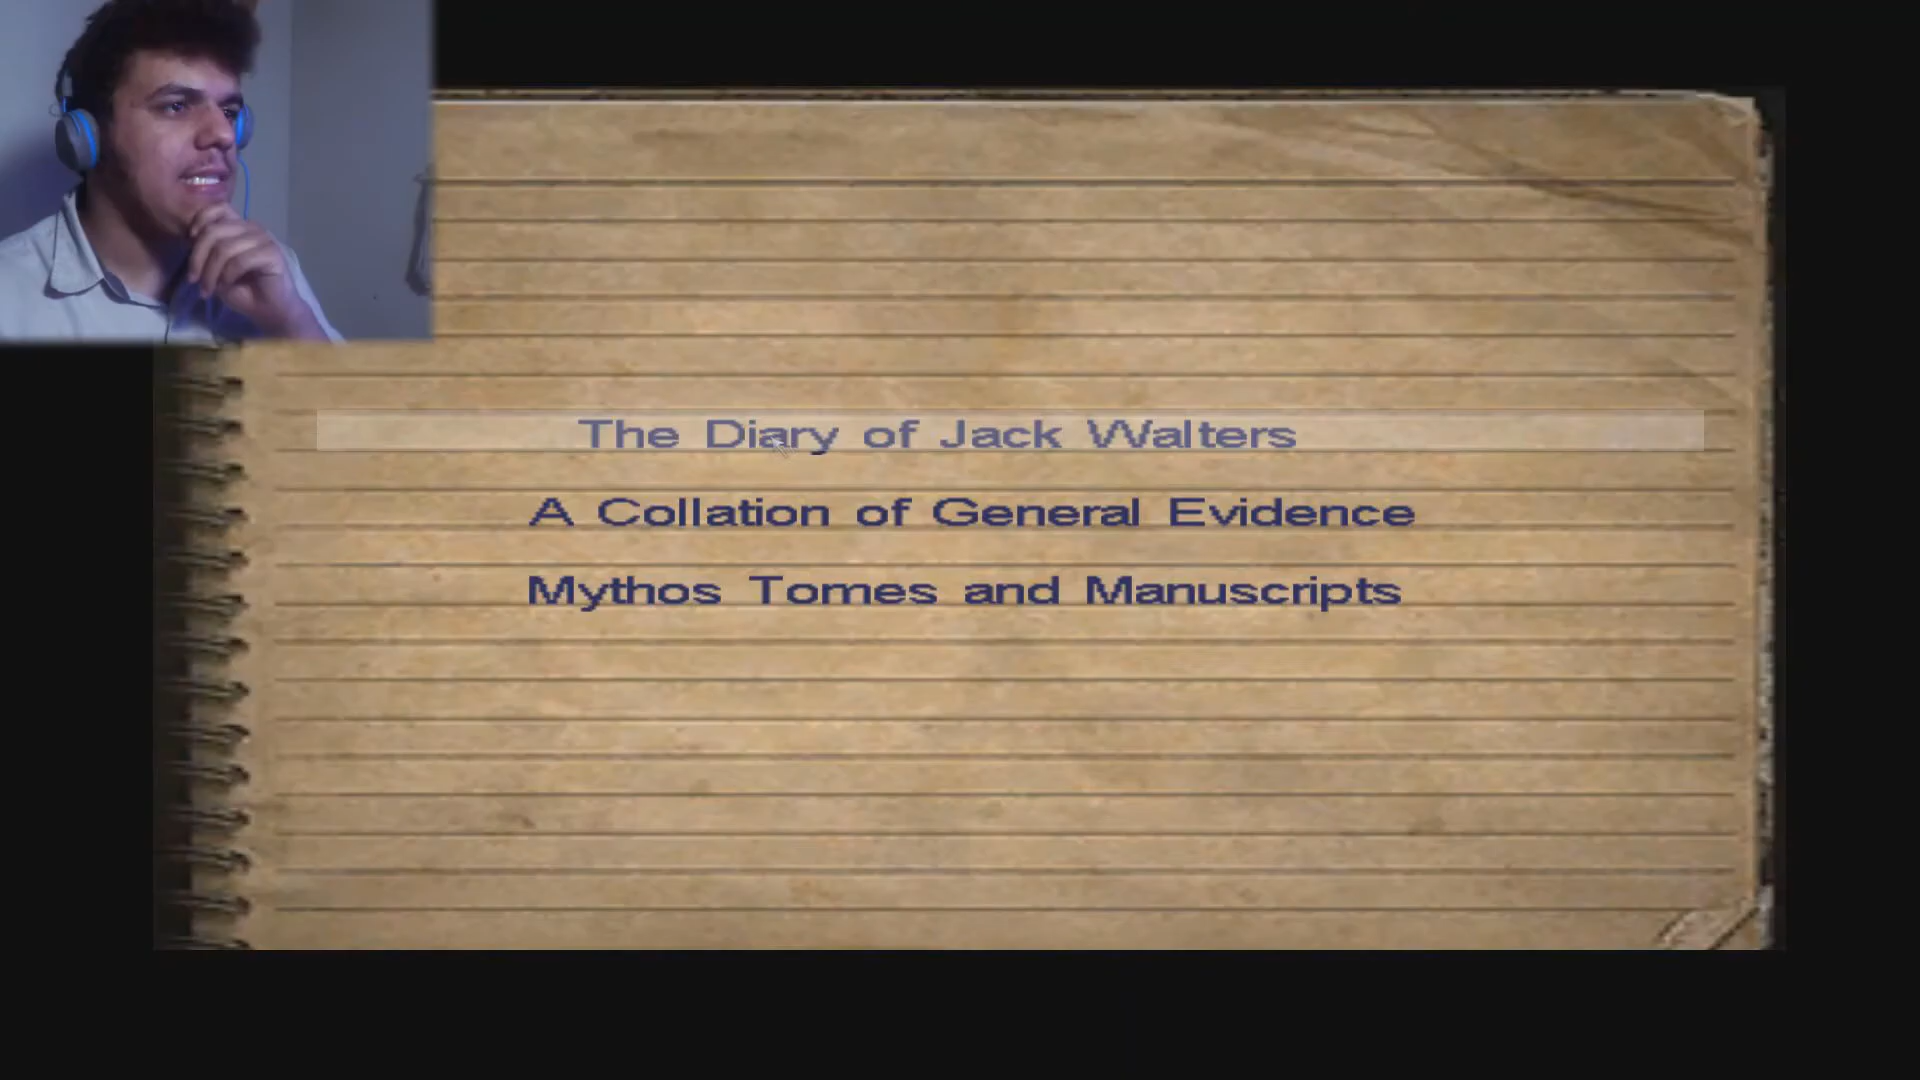 The Diary of Jack Walters
A Collation of General Evidence
Mythos Tomes and Manuscripts